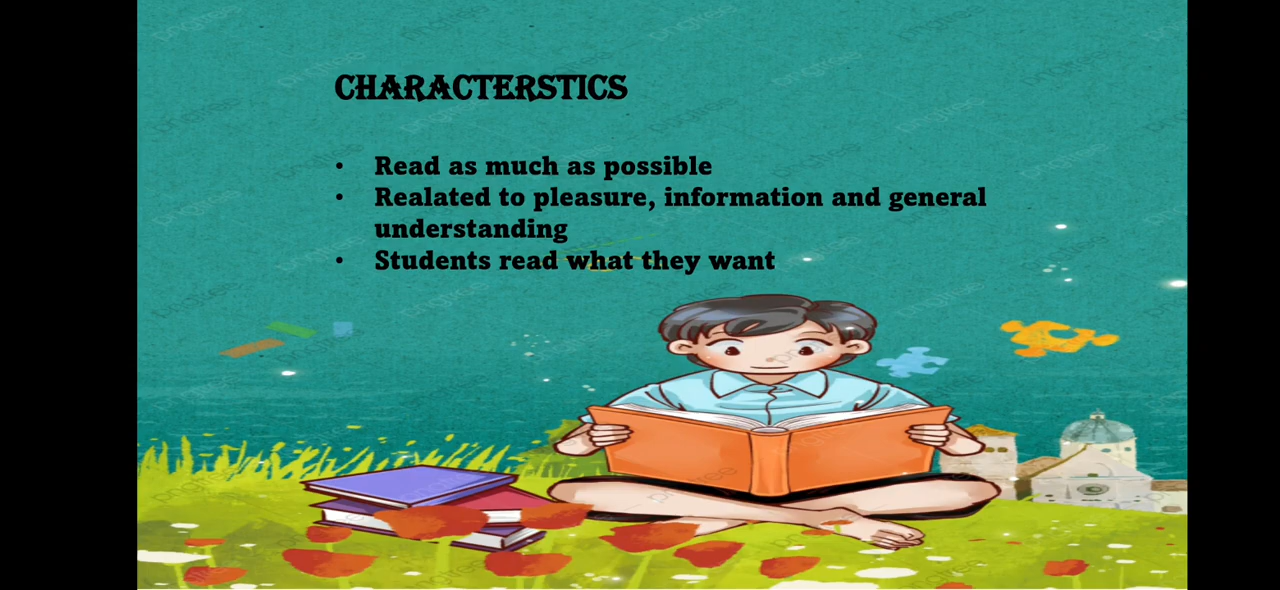 CHARACTERSTICS
• Read as much as possible
• Realated to pleasure, information and general
understanding
• Students read what they want